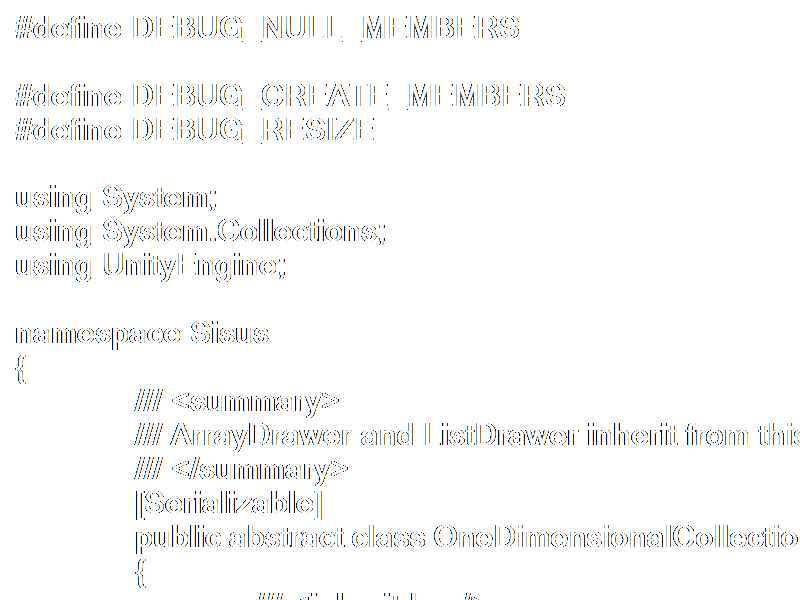 #define DEBUG_NULL_MEMBERS
#define DEBUG_CREATE_MEMBERS
#define DEBUG_RESIZE
using System;
using System.Collections;
using UnityEngine;
namespace Sisus
{
/// <summary>
/// ArrayDrawer and ListDrawer inherit from this
/// </summary>
[Serializable]
public abstract class OneDimensionalCollectio
{